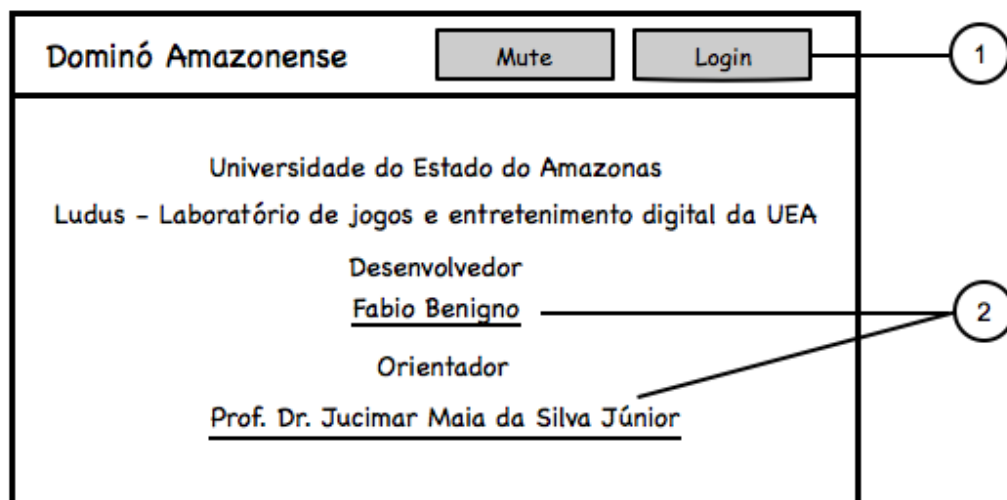 Dominó Amazonense Mute Login 1
Universidade do Estado do Amazonas
Ludus - Laboratório de jogos e entretenimento digital da UEA
Desenvolvedor
Fabio Benigno 2
Orientador
Prof. Dr. Jucimar Maia da Silva Júnior